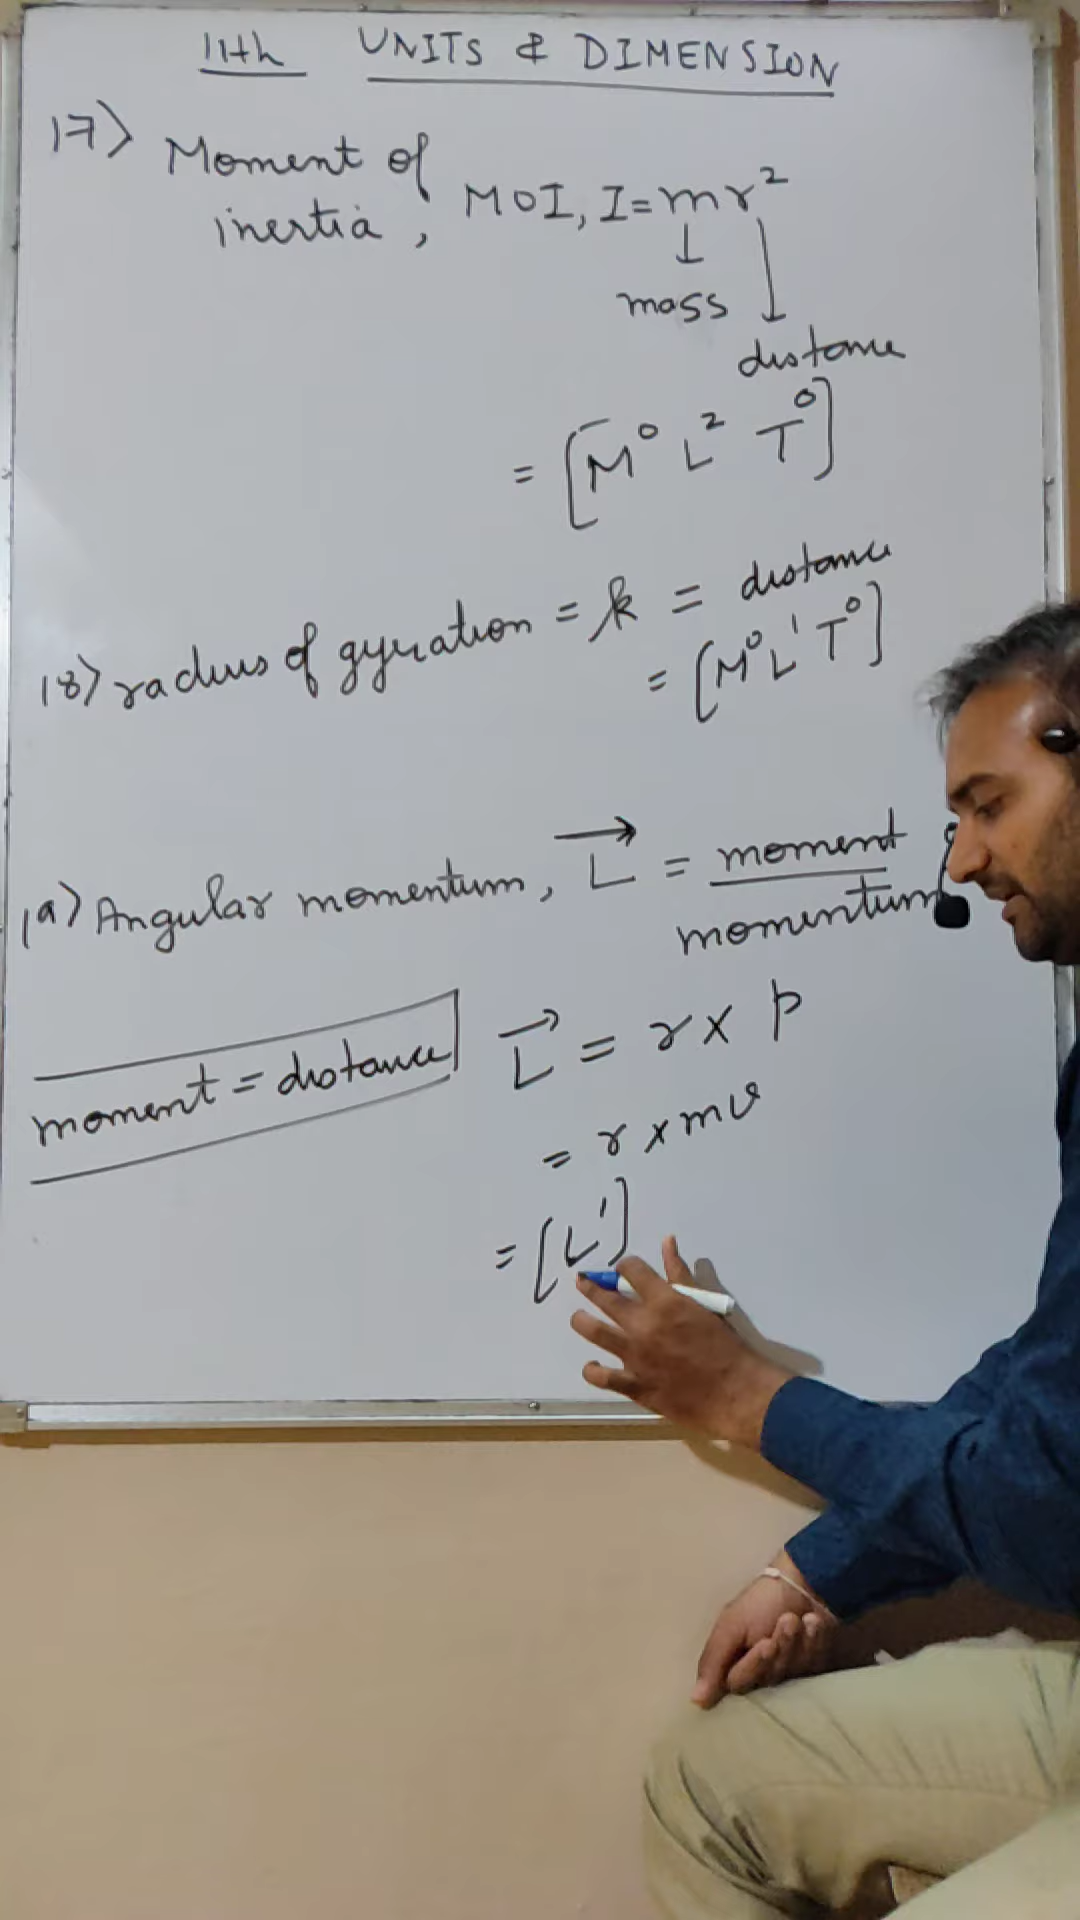 11th UNITS & DIMENSION
17) Moment of
inertia, MOI, I = mr²
↓ ↓
mass
distance
= [M⁰ L² T⁰]
18) radius of gyration = k = distance
= [M⁰ L¹ T⁰]
19) Angular momentum, L⃗ = moment
momentum
L⃗ = r × p
moment = distance
= r × mv
= [L¹]